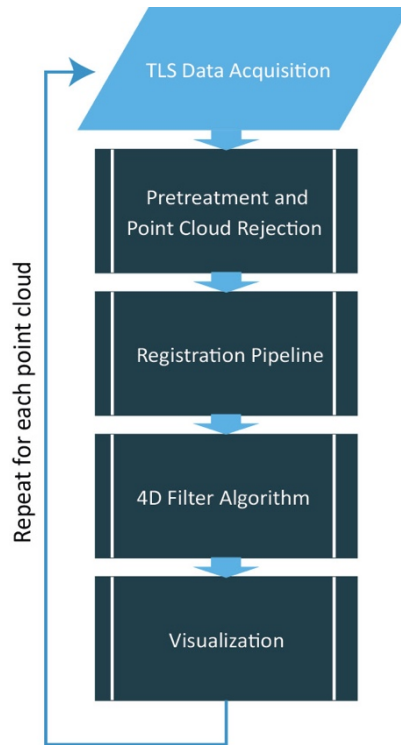 TLS Data Acquisition
Pretreatment and
Point Cloud Rejection
Registration Pipeline
4D Filter Algorithm
Visualization
Repeat for each point cloud